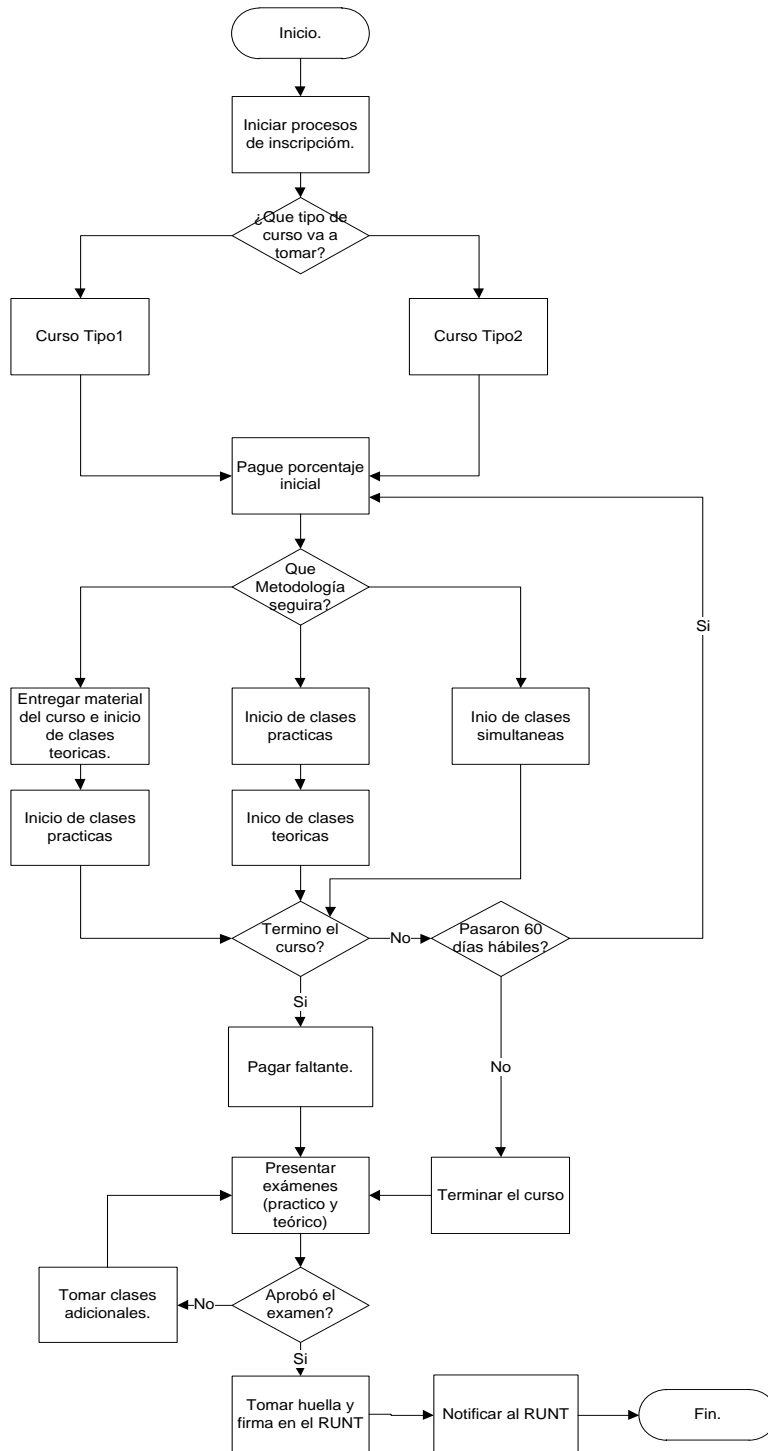 Inicio.
Iniciar procesos
de inscripcióm.
¿Que tipo de
curso va a
tomar?
Curso Tipo1
Curso Tipo2
Pague porcentaje
inicial
Que
Metodología
seguira?
Si
Entregar material
del curso e inicio
de clases
teoricas.
Inicio de clases
practicas
Inio de clases
simultaneas
Inicio de clases
practicas
Inico de clases
teoricas
Termino el
curso?
No
Pasaron 60
días hábiles?
Si
No
Pagar faltante.
Presentar
exámenes
(practico y
teórico)
Terminar el curso
Tomar clases
adicionales.
No
Aprobó el
examen?
Si
Tomar huella y
firma en el RUNT
Notificar al RUNT
Fin.